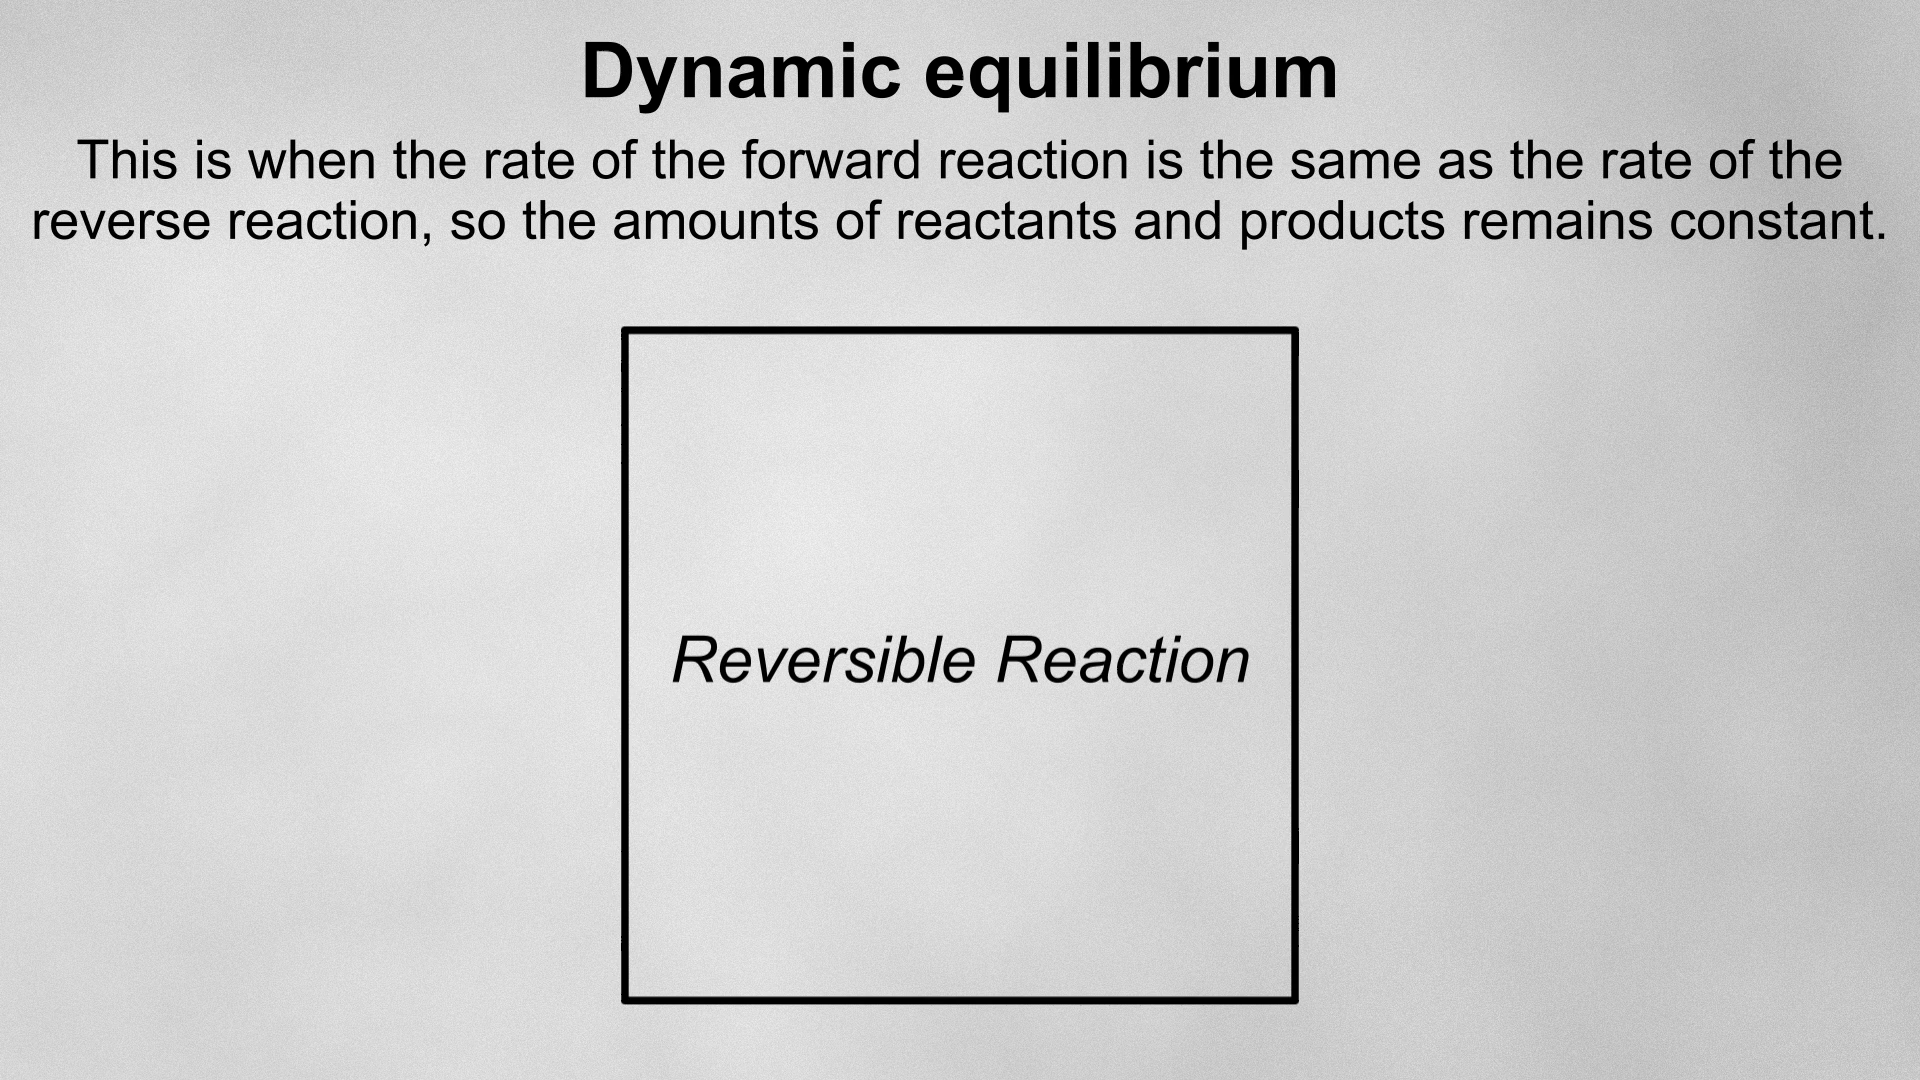 Dynamic equilibrium
This is when the rate of the forward reaction is the same as the rate of the
reverse reaction, so the amounts of reactants and products remains constant.
Reversible Reaction